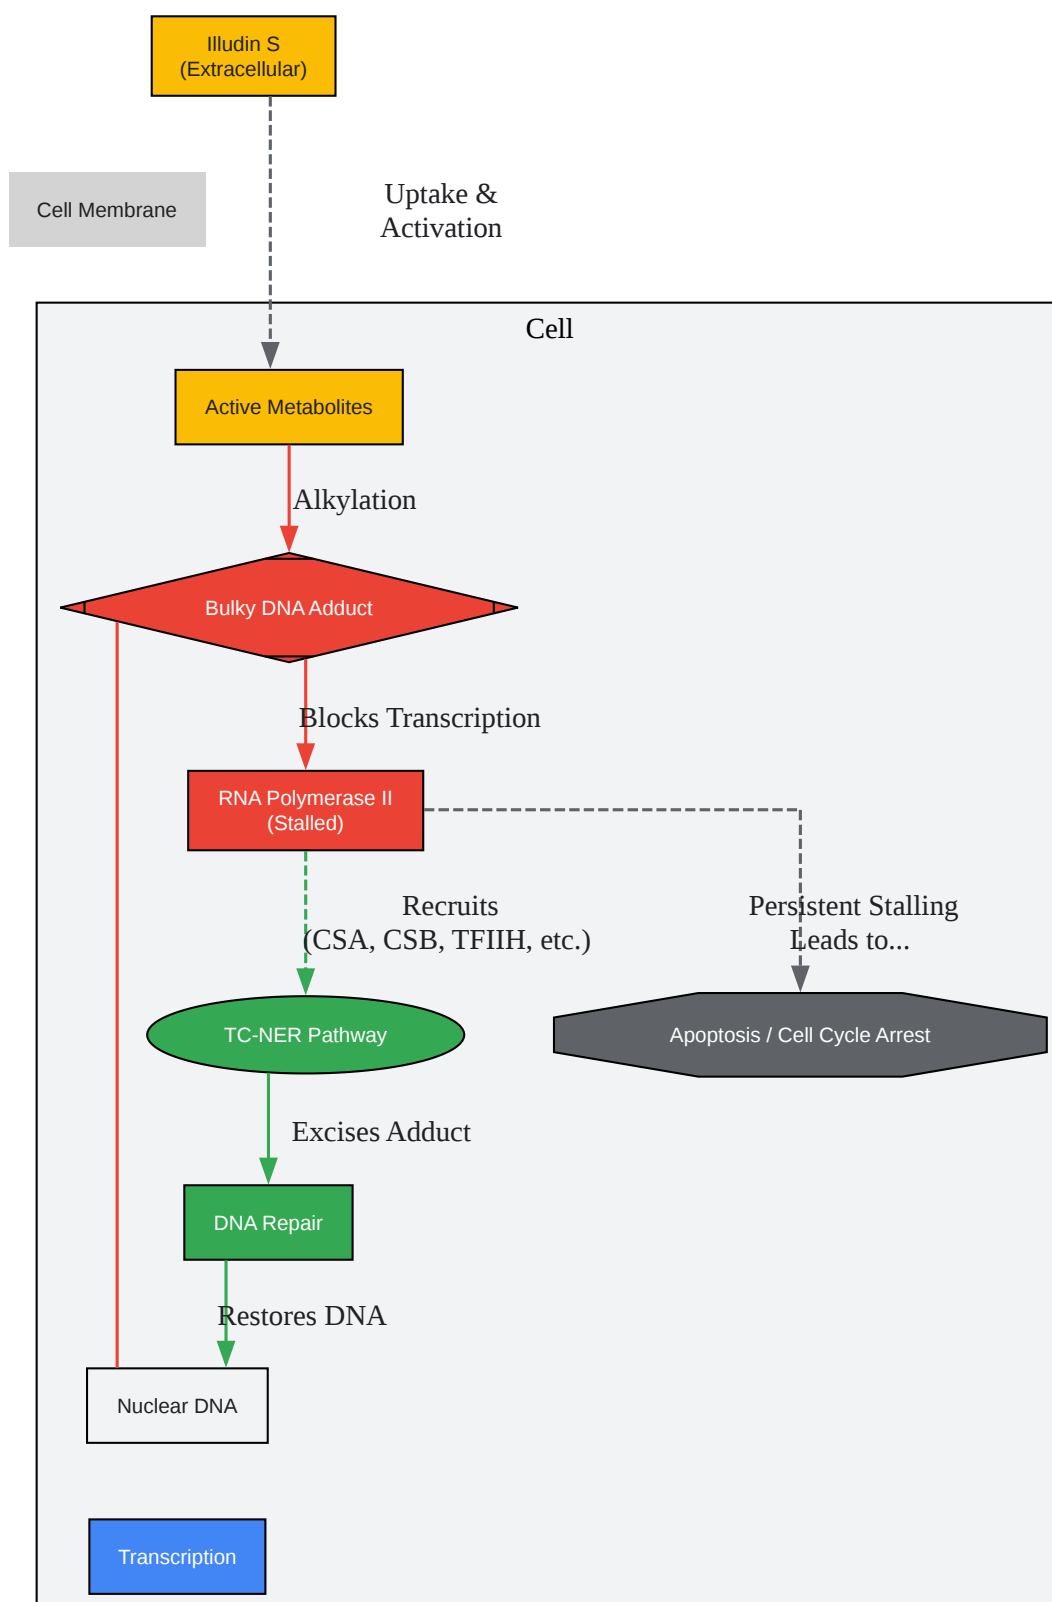 Illudin S
(Extracellular)
Cell Membrane
Uptake &
Activation
Cell
Active Metabolites
Alkylation
Bulky DNA Adduct
Blocks Transcription
RNA Polymerase II
(Stalled)
Recruits
(CSA, CSB, TFIIH, etc.)
Persistent Stalling
Leads to...
TC-NER Pathway
Apoptosis / Cell Cycle Arrest
Excises Adduct
DNA Repair
Restores DNA
Nuclear DNA
Transcription